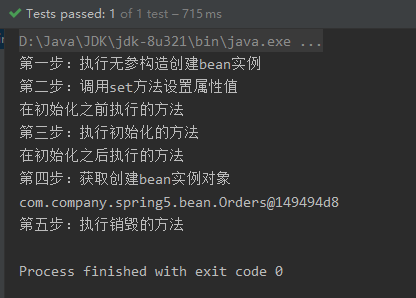 Tests passed: 1 of 1 test – 715 ms
D:\Java\JDK\jdk-8u321\bin\java.exe ...
第一步：执行无参构造创建bean实例
第二步：调用set方法设置属性值
在初始化之前执行的方法
第三步：执行初始化的方法
在初始化之后执行的方法
第四步：获取创建bean实例对象
com.company.spring5.bean.Orders@149494d8
第五步：执行销毁的方法
Process finished with exit code 0